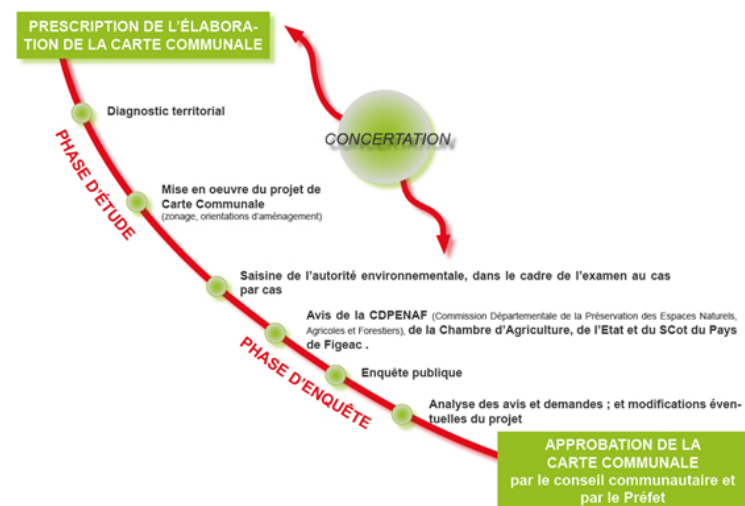 PRESCRIPTION DE L'ÉLABORA-
TION DE LA CARTE COMMUNALE
Diagnostic territorial
CONCERTATION
PHASE D'ÉTUDE
Mise en oeuvre du projet de
Carte Communale
(zonage, orientations d'aménagement)
Saisine de l'autorité environnementale, dans le cadre de l'examen au cas
par cas
Avis de la CDPENAF (Commission Départementale de la Préservation des Espaces Naturels,
Agricoles et Forestiers), de la Chambre d'Agriculture, de l'Etat et du SCot du Pays
de Figeac .
PHASE D'ENQUÊTE
Enquête publique
Analyse des avis et demandes ; et modifications éven-
tuelles du projet
APPROBATION DE LA
CARTE COMMUNALE
par le conseil communautaire et
par le Préfet